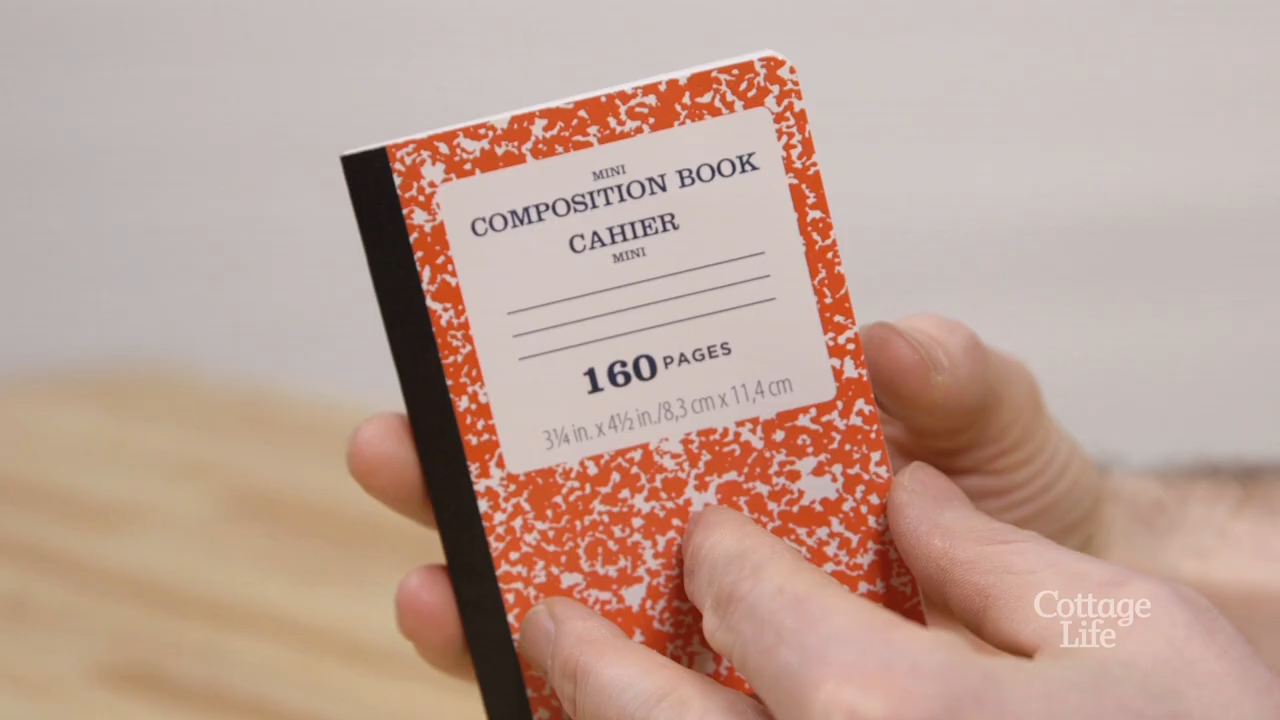 MINI
COMPOSITION BOOK
CAHIER
MINI
160 PAGES
3¼ in. x 4½ in./8,3 cm x 11,4 cm
Cottage
Life